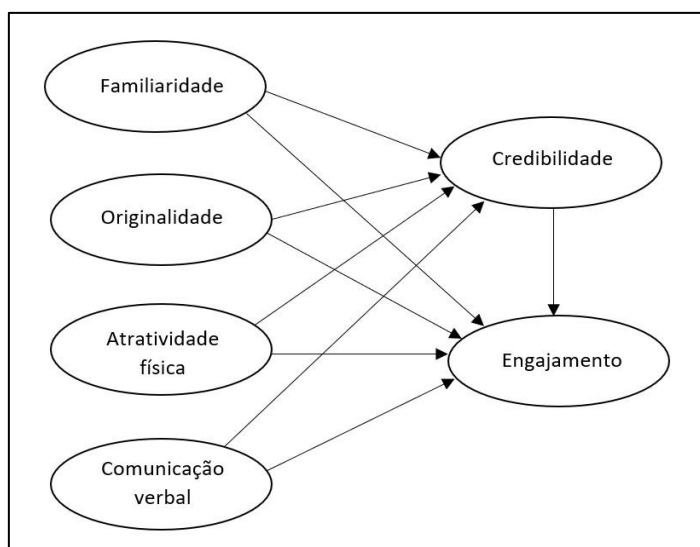 Familiaridade
Credibilidade
Originalidade
Atratividade
física
Engajamento
Comunicação
verbal